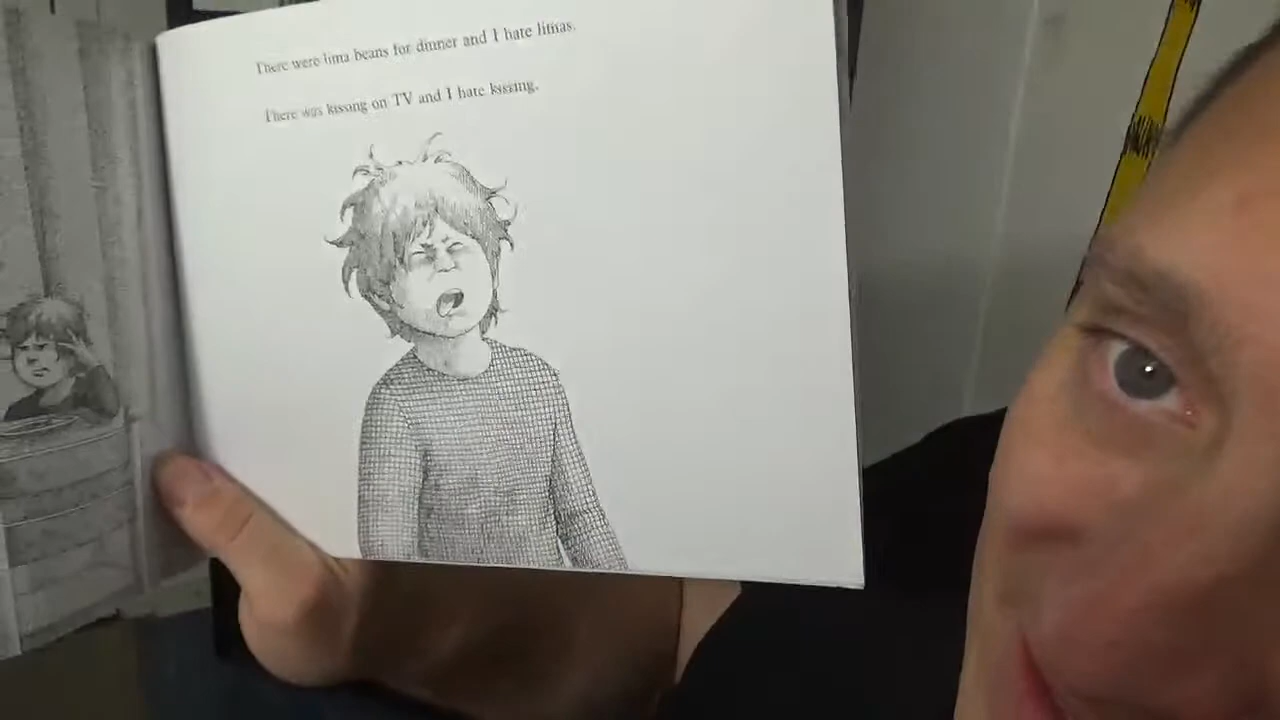 There were lima beans for dinner and I hate limas.
There was kissing on TV and I hate kissing.